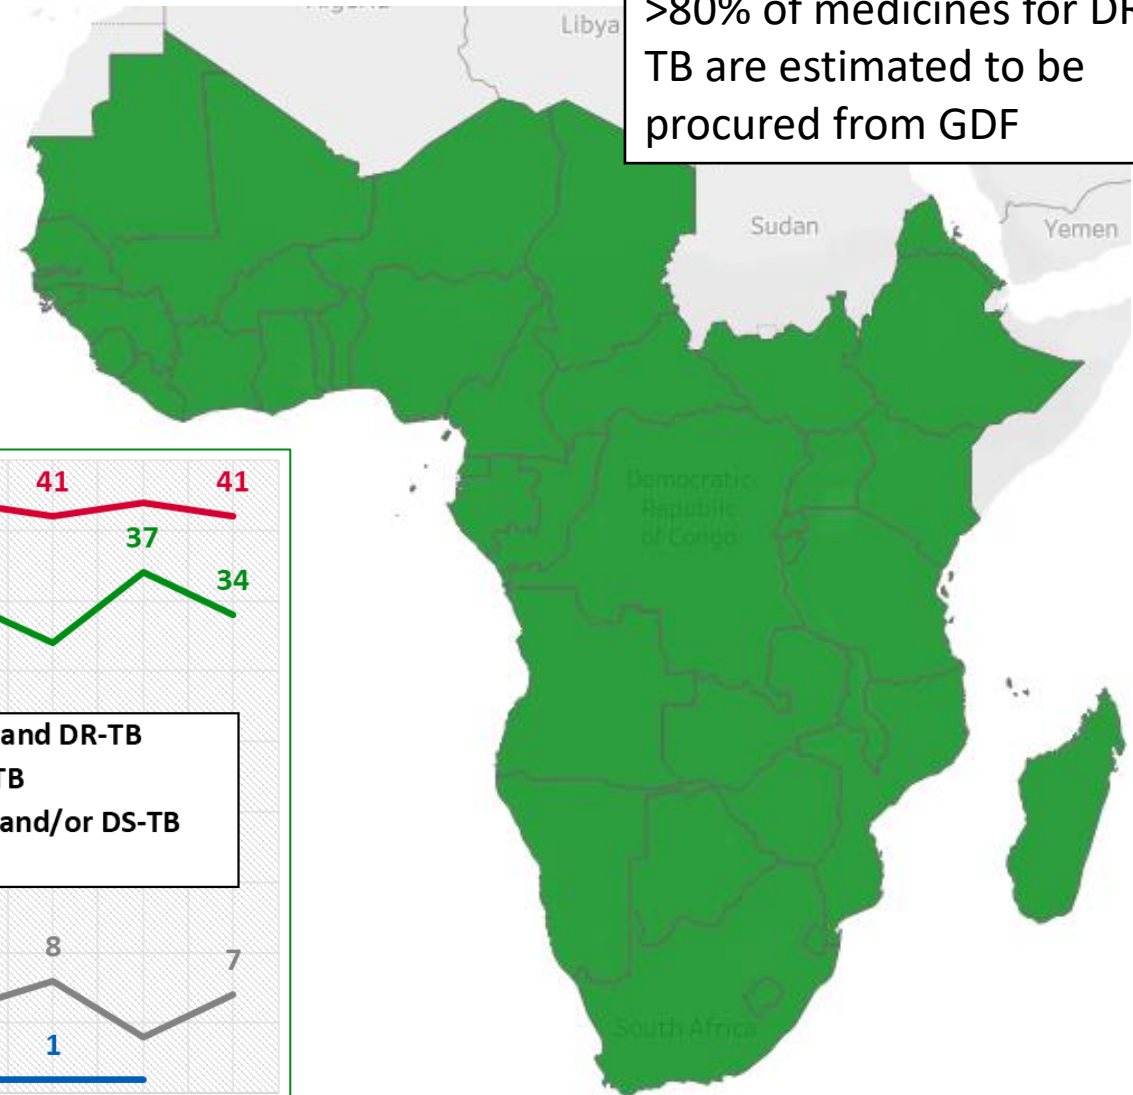 Libya
>80% of medicines for DR
TB are estimated to be
procured from GDF
Sudan
Yemen
Democratic
Republic
of Congo
41
41
37
34
and DR-TB
TB
and/or DS-TB
8
7
1
South Africa